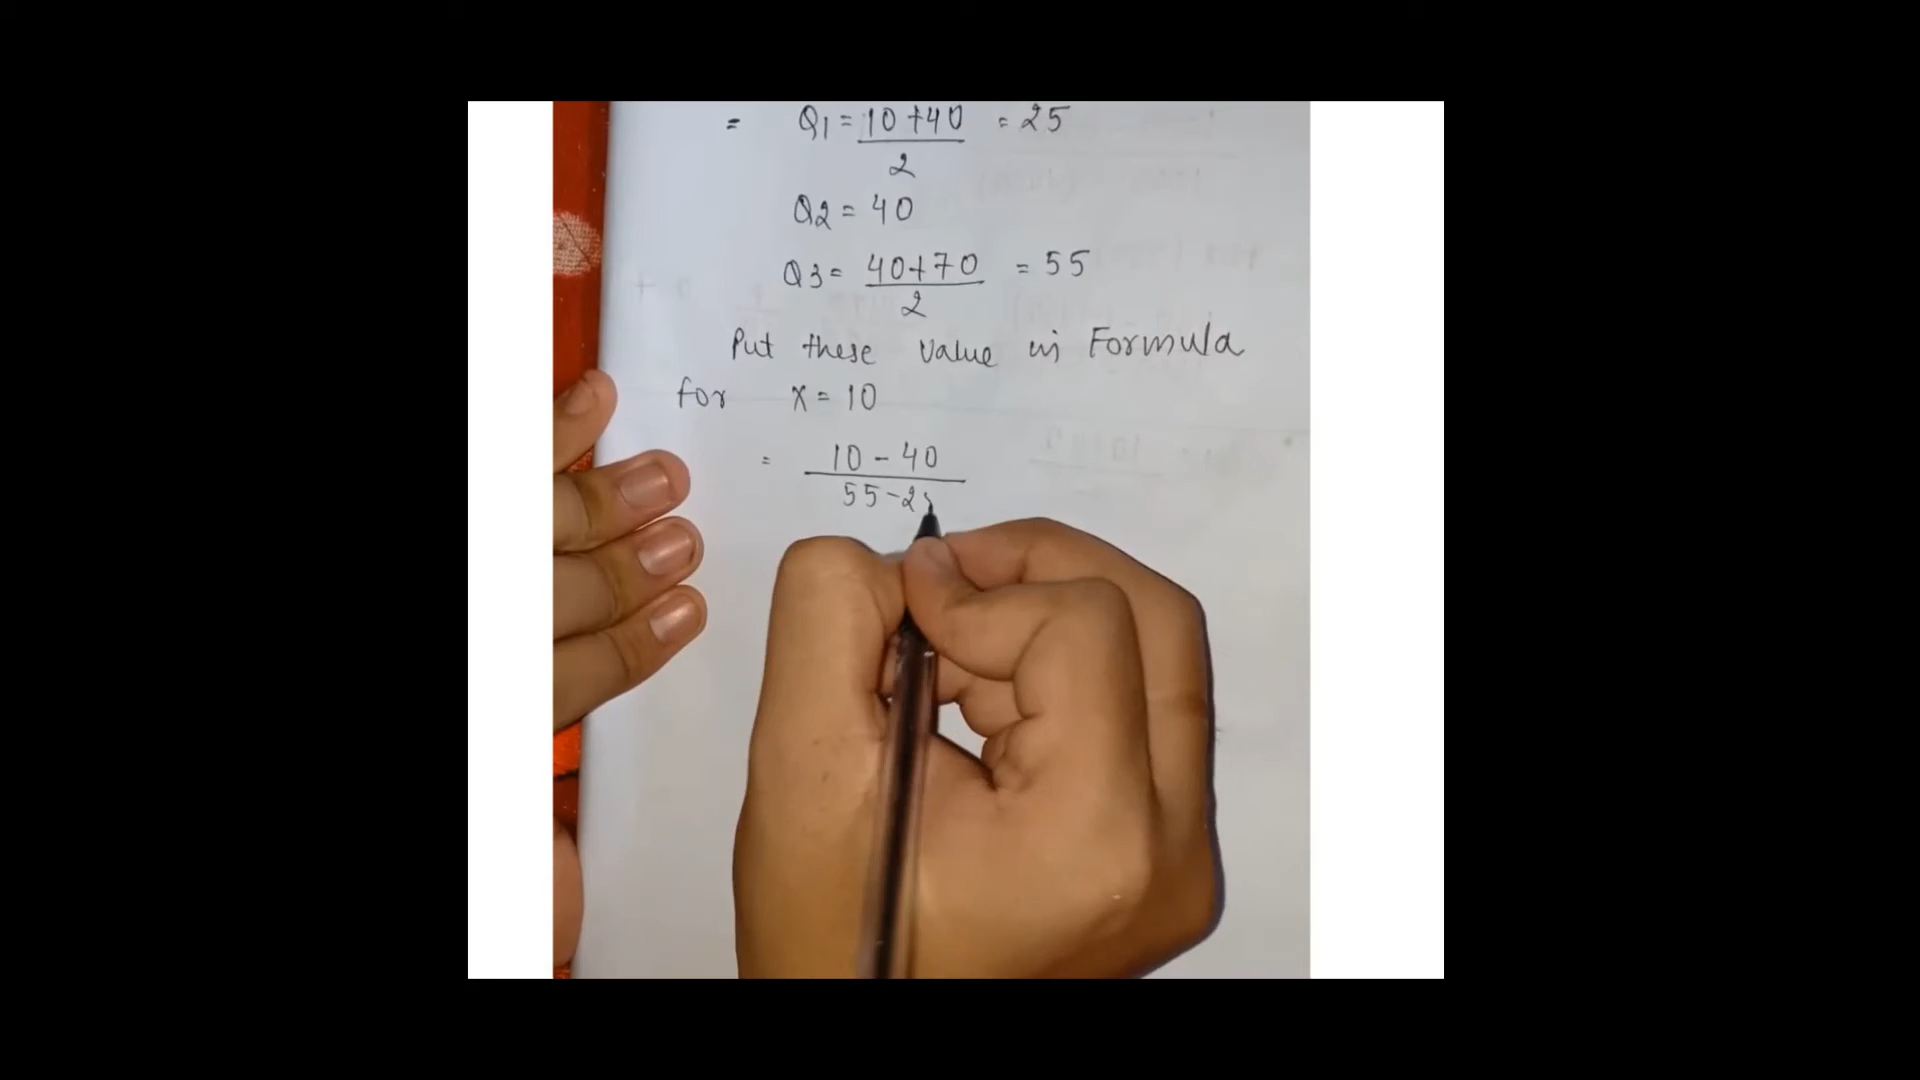 = Q1 = 10+40 / 2 = 25
Q2 = 40
Q3 = 40+70 / 2 = 55
Put these value in Formula
for x = 10
= 10 - 40
55-2